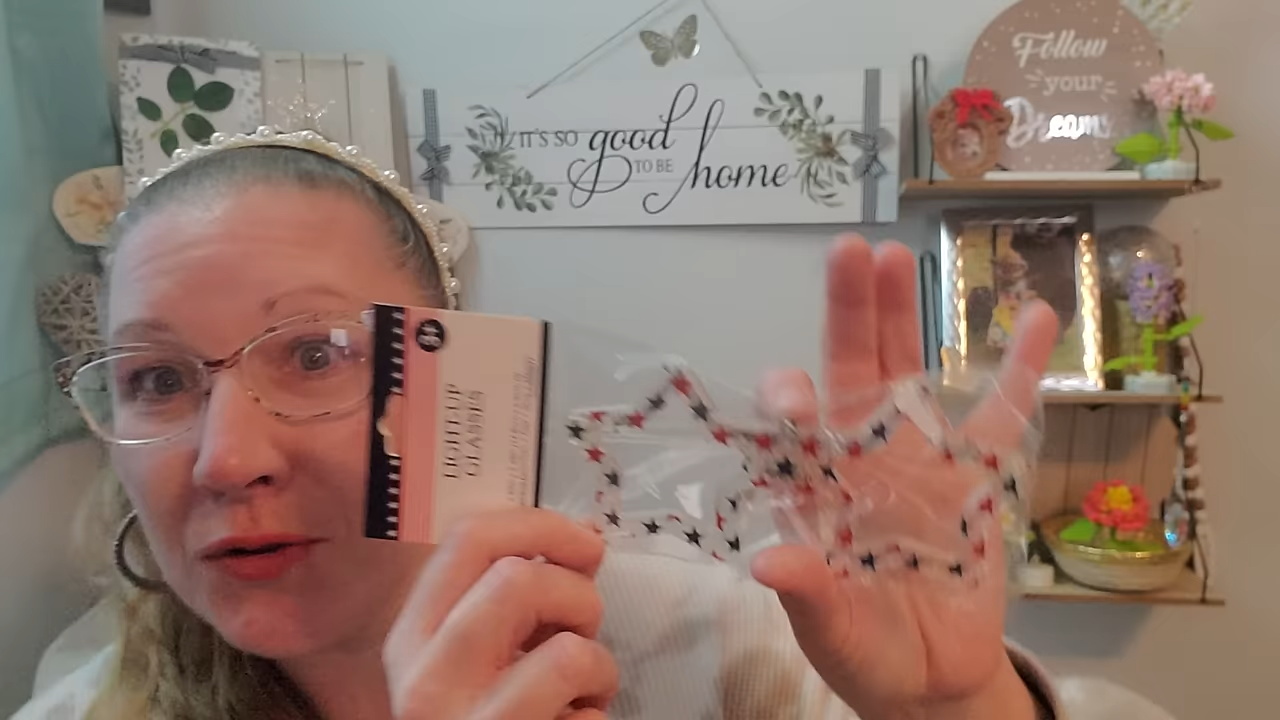 IT'S SO good
TO BE home
Follow
your
Dreams
LIGHT-UP
GLASSES